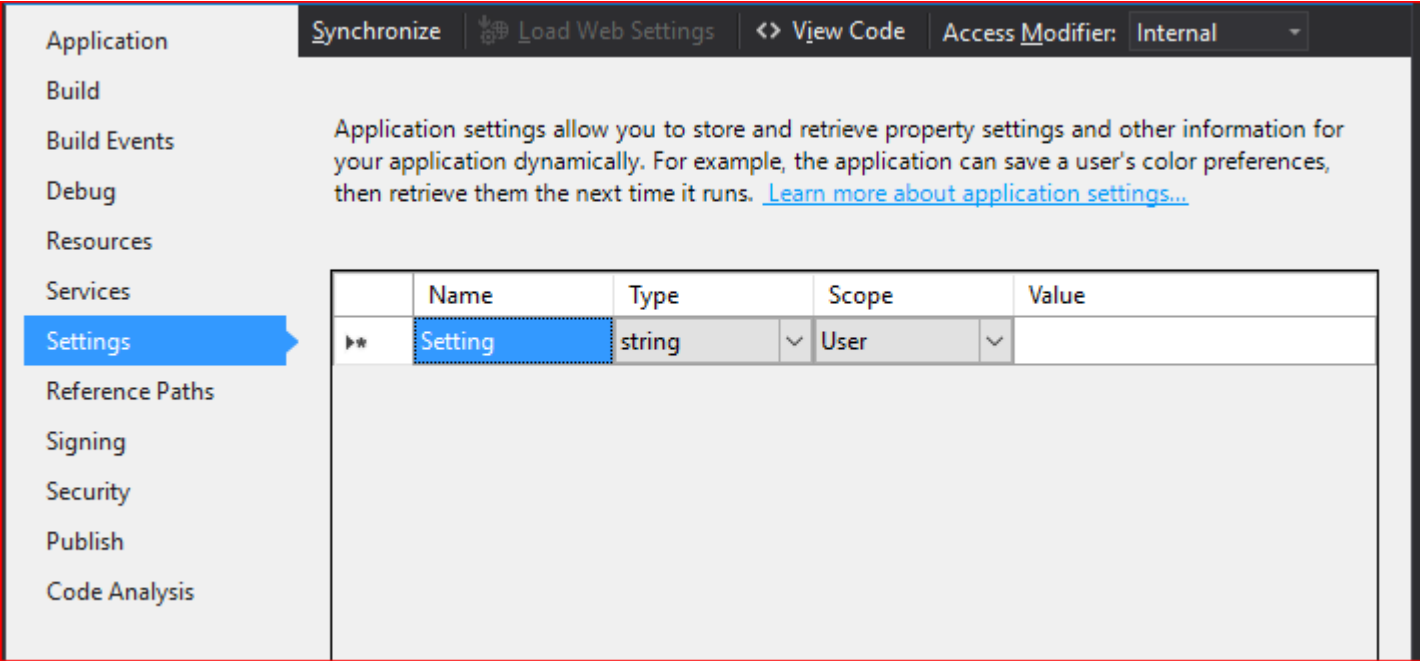 Application
Build
Build Events
Debug
Resources
Services
Settings
Reference Paths
Signing
Security
Publish
Code Analysis
Synchronize Load Web Settings <> View Code Access Modifier: Internal
Application settings allow you to store and retrieve property settings and other information for
your application dynamically. For example, the application can save a user's color preferences,
then retrieve them the next time it runs. Learn more about application settings...
Name Type Scope Value
Setting string User